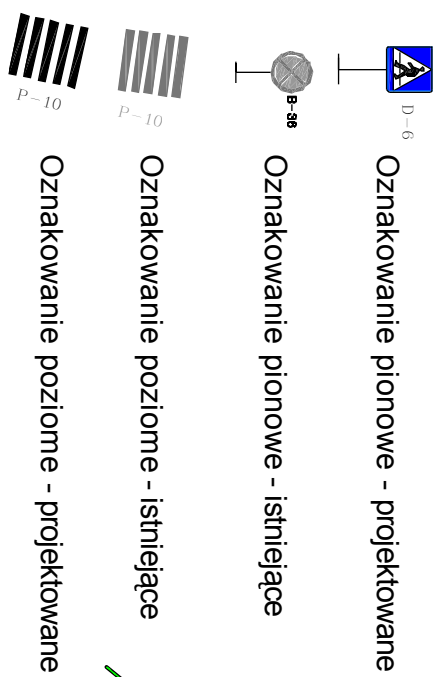 D-6
Oznakowanie pionowe - projektowane
B-36
Oznakowanie pionowe - istniejące
P-10
Oznakowanie poziome - istniejące
P-10
Oznakowanie poziome - projektowane